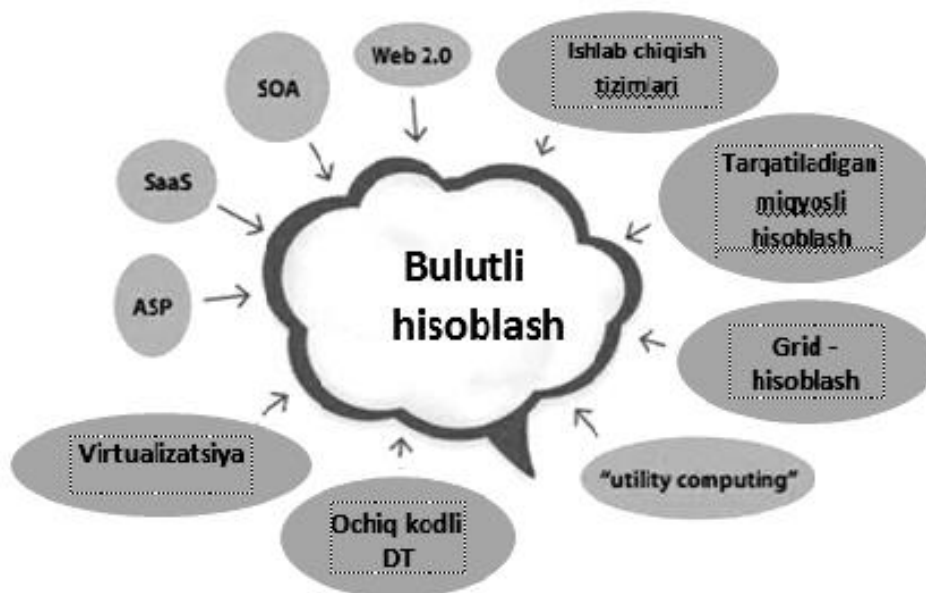 Web 2.0
Ishlab chiqish
tizimlari
SOA
SaaS
Tarqatiladigan
miqyosli
hisoblash
Bulutli
hisoblash
ASP
Grid -
hisoblash
Virtualizatsiya
"utility computing"
Ochiq kodli
DT